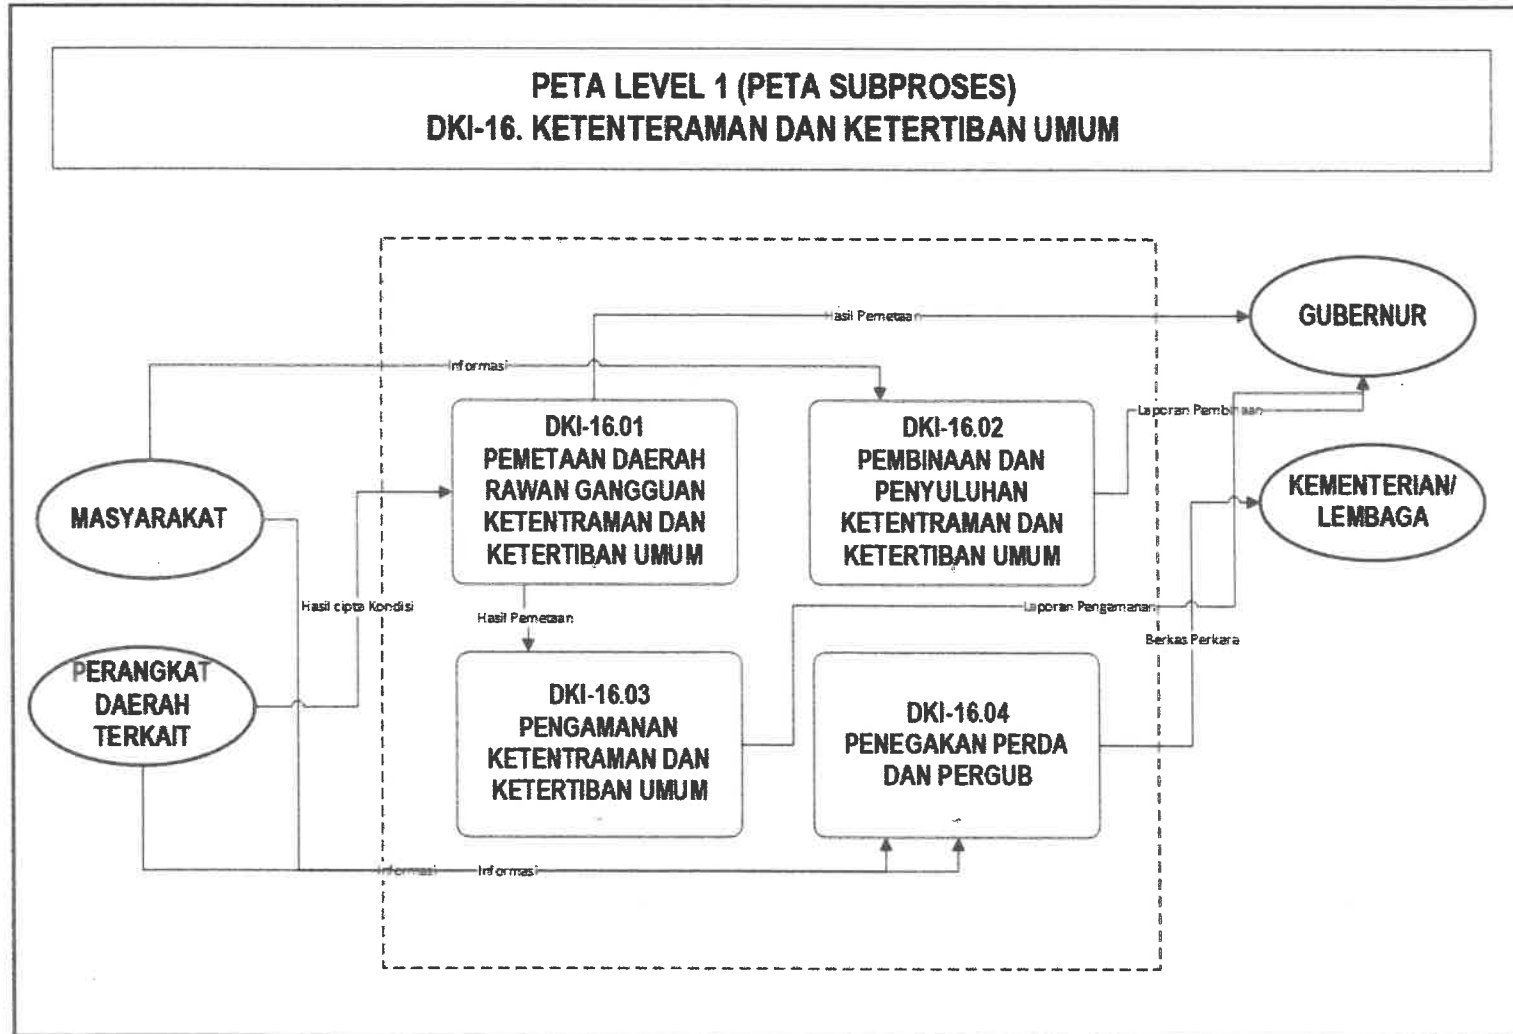 PETA LEVEL 1 (PETA SUBPROSES)
DKI-16. KETENTERAMAN DAN KETERTIBAN UMUM
Hasil Pemetaan
GUBERNUR
Informasi
DKI-16.01
PEMETAAN DAERAH
RAWAN GANGGUAN
KETENTRAMAN DAN
KETERTIBAN UMUM
DKI-16.02
PEMBINAAN DAN
PENYULUHAN
KETENTRAMAN DAN
KETERTIBAN UMUM
Laporan Pembinaan
KEMENTERIAN/
LEMBAGA
MASYARAKAT
Hasil cipta Kondisi
Hasil Pemetaan
Laporan Pengamanan
Berkas Perkara
PERANGKAT
DAERAH
TERKAIT
DKI-16.03
PENGAMANAN
KETENTRAMAN DAN
KETERTIBAN UMUM
DKI-16.04
PENEGAKAN PERDA
DAN PERGUB
Informasi
Informasi